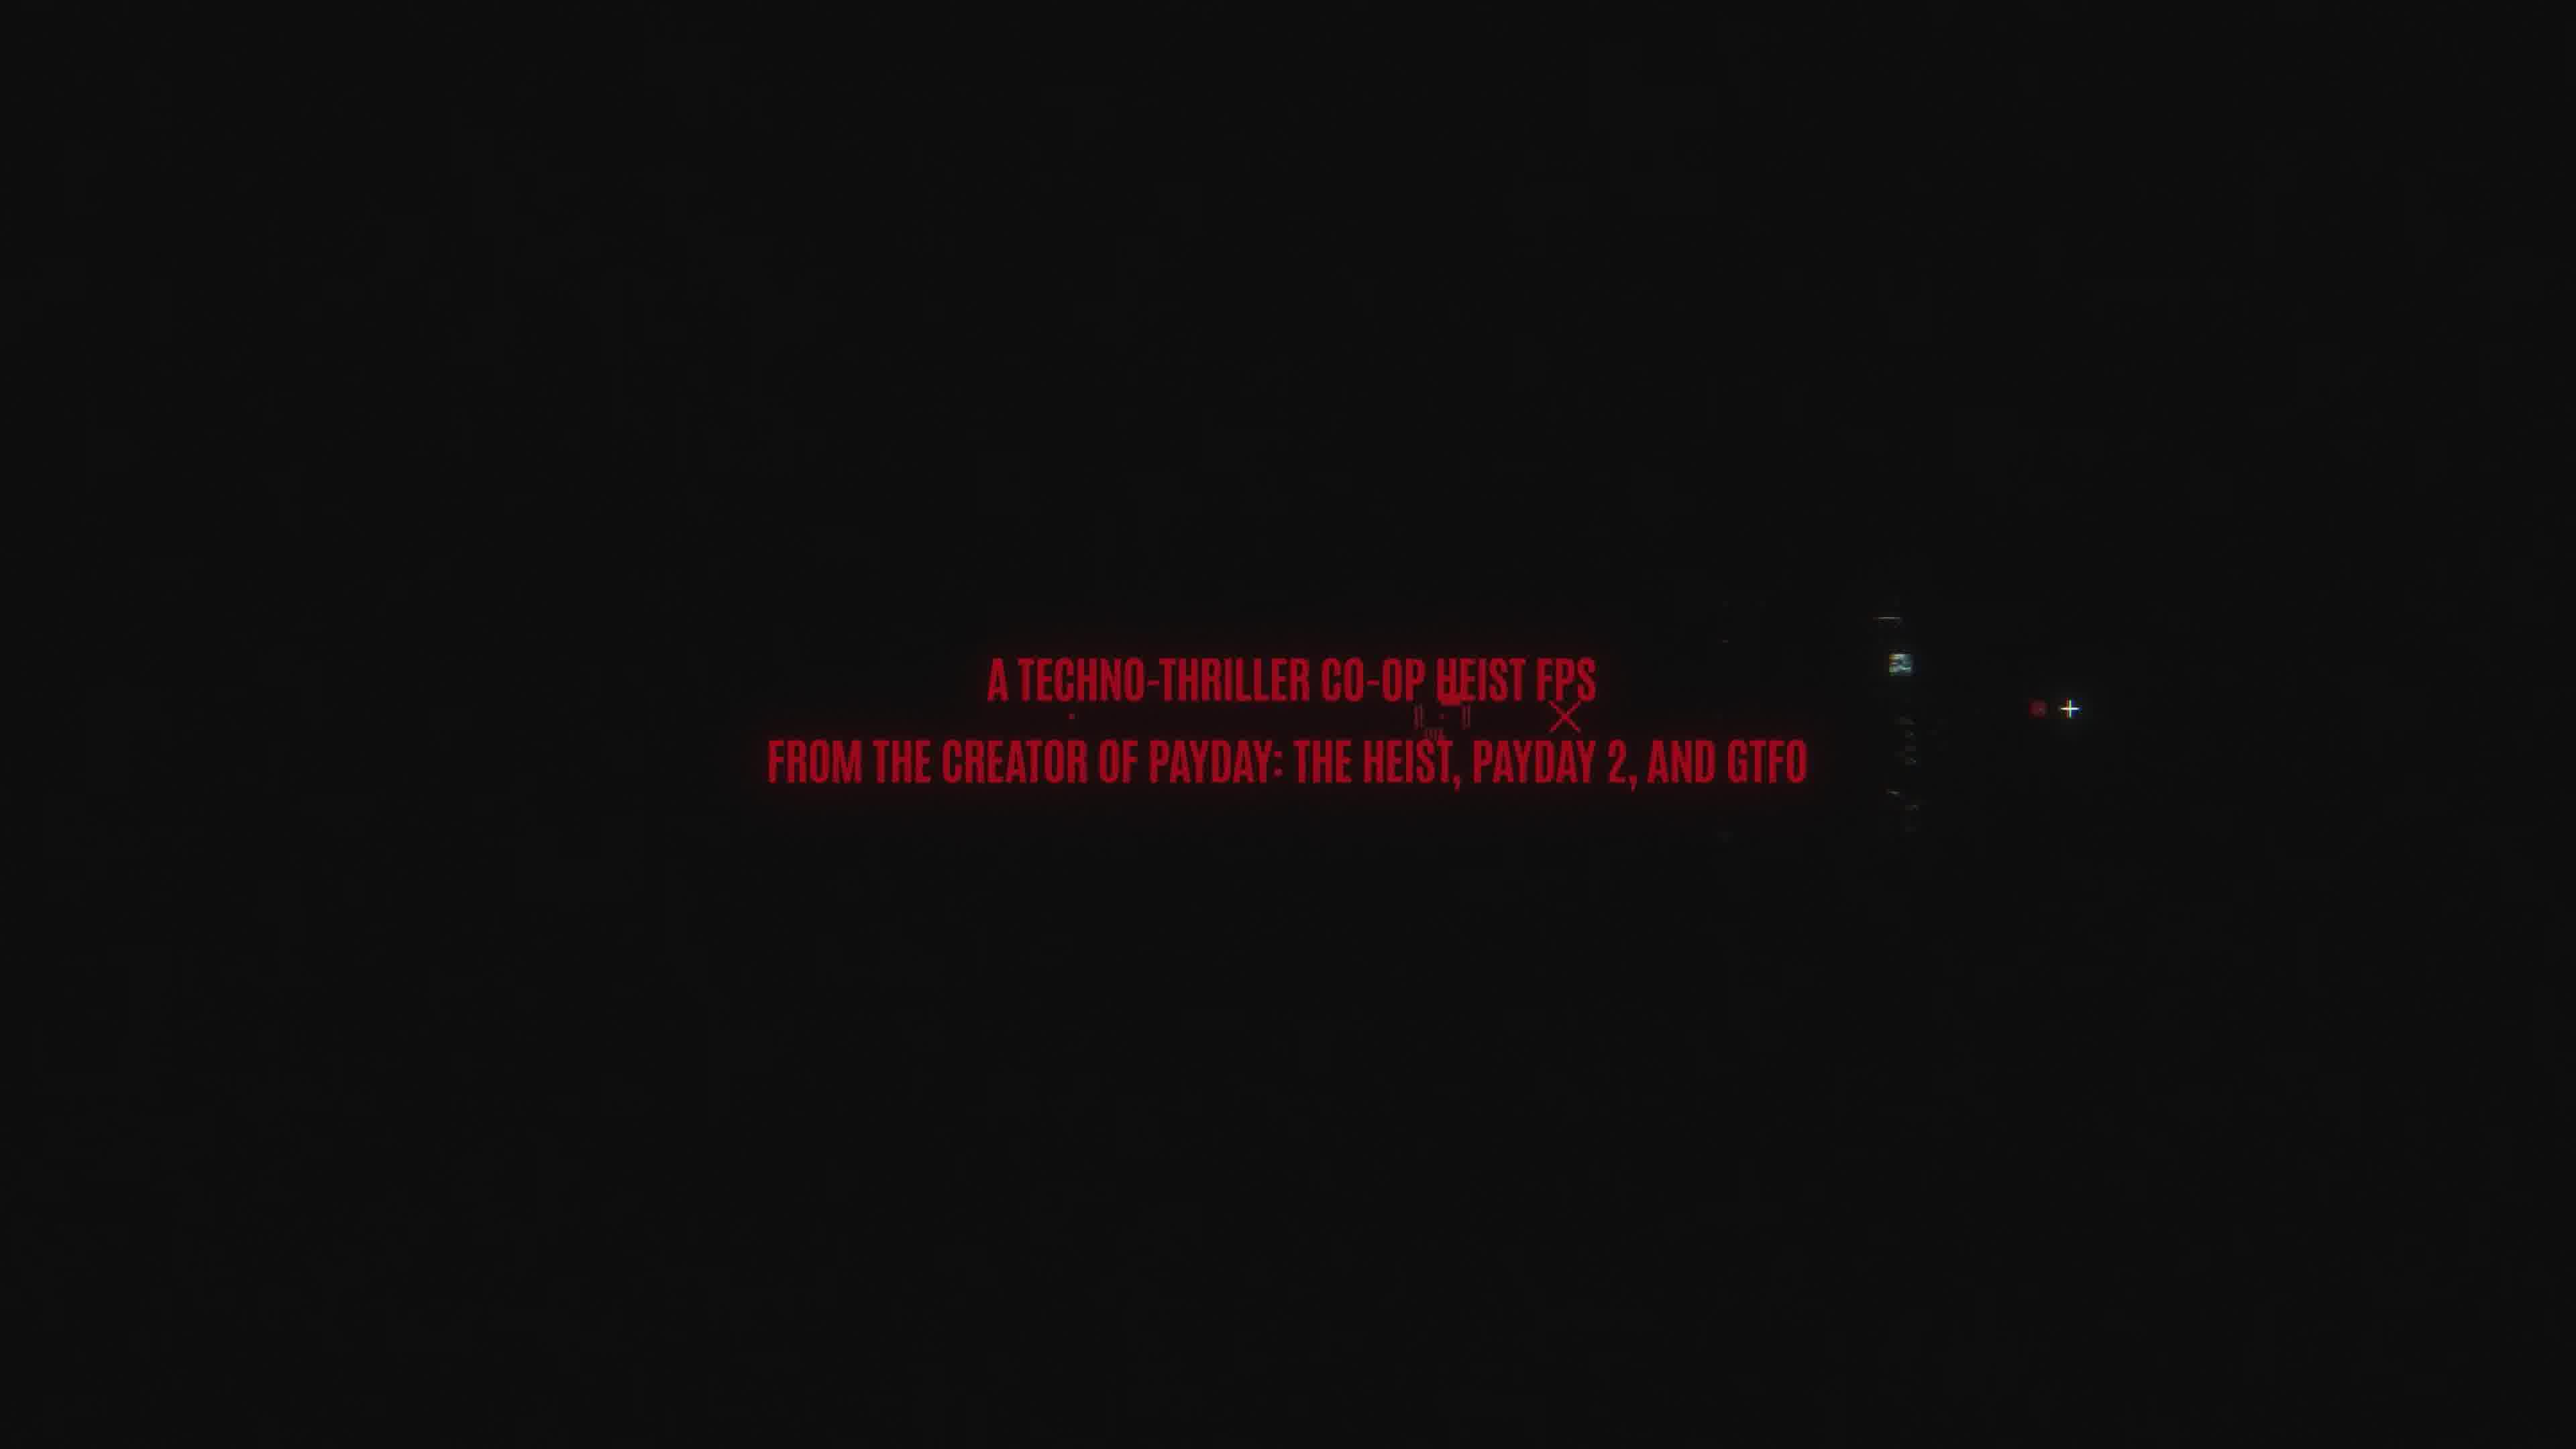 A TECHNO-THRILLER CO-OP HEIST FPS
FROM THE CREATOR OF PAYDAY: THE HEIST, PAYDAY 2, AND GTFO